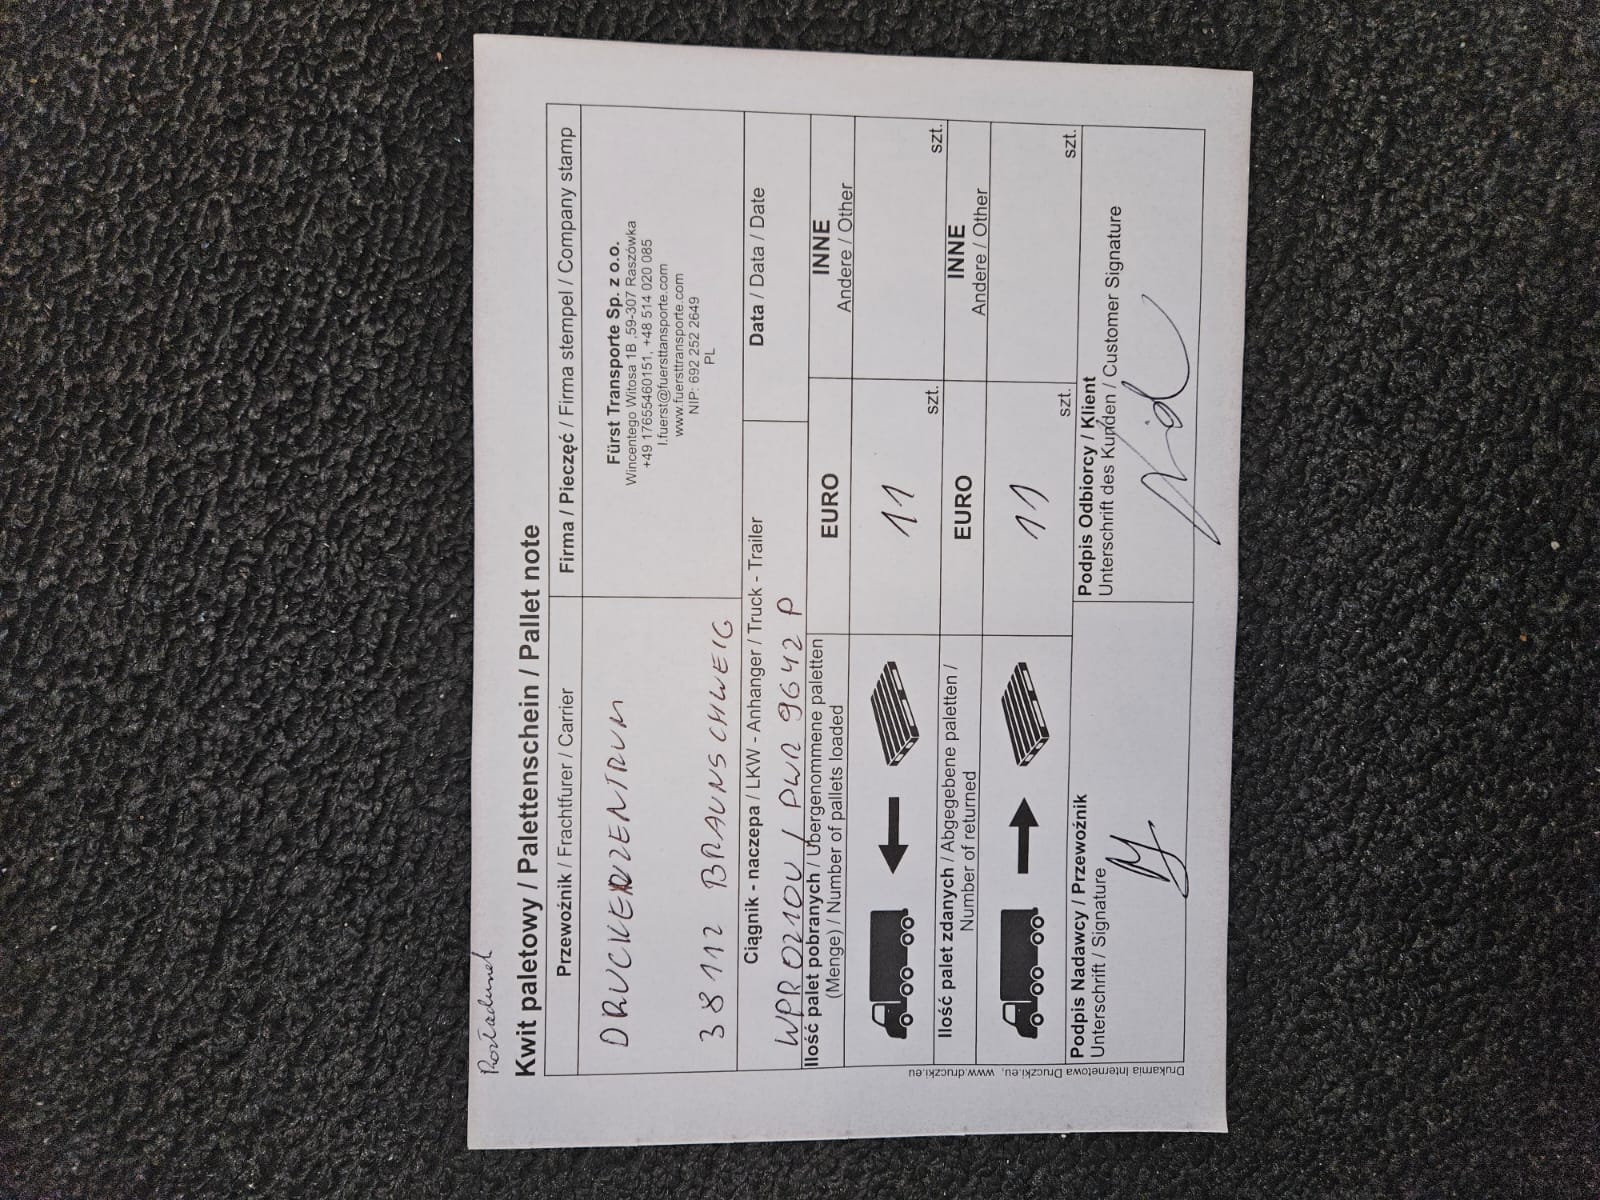 Rozładunek
Kwit paletowy / Palettenschein / Pallet note
Przewoźnik / Frachtfurer / Carrier
Firma / Pieczęć / Firma stempel / Company stamp
DRUCKERZENTRUM
38112 BRAUNSCHWEIG
Fürst Transporte Sp. z o.o.
Wincentego Witosa 1B ,59-307 Raszówka
+49 17655460151, +48 514 020 085
l.fuerst@fuersttansporte.com
www.fuersttransporte.com
NIP: 692 252 2649
PL
Ciągnik - naczepa / LKW - Anhanger / Truck - Trailer
Data / Data / Date
WPR 0210U / PWR 9642 P
Ilość palet pobranych / Ubergenommene paletten
(Menge) / Number of pallets loaded
EURO
INNE
Andere / Other
11
szt.
szt.
Ilość palet zdanych / Abgegebene paletten /
Number of returned
EURO
INNE
Andere / Other
11
szt.
szt.
Podpis Nadawcy / Przewoźnik
Unterschrift / Signature
Podpis Odbiorcy / Klient
Unterschrift des Kunden / Customer Signature
Drukarnia Internetowa Druczki.eu, www.druczki.eu